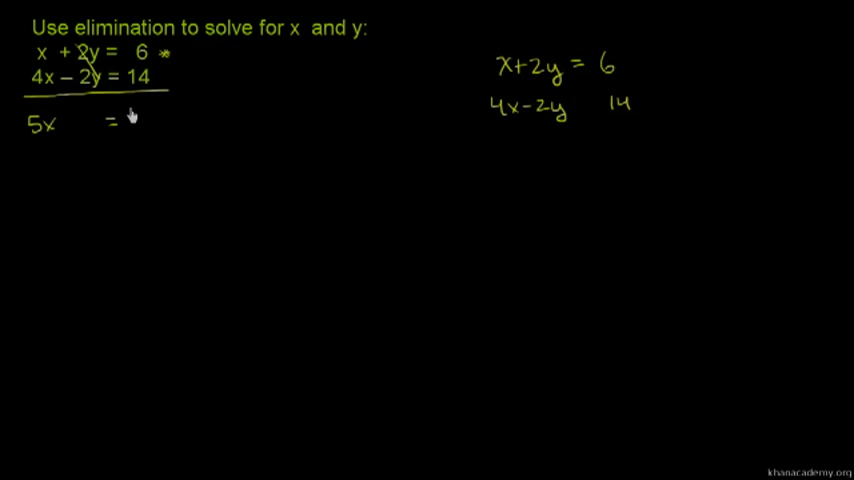 Use elimination to solve for x and y:
x + 2y = 6 *
4x – 2y = 14
5x =
x+2y = 6
4x-2y 14
khanacademy.org